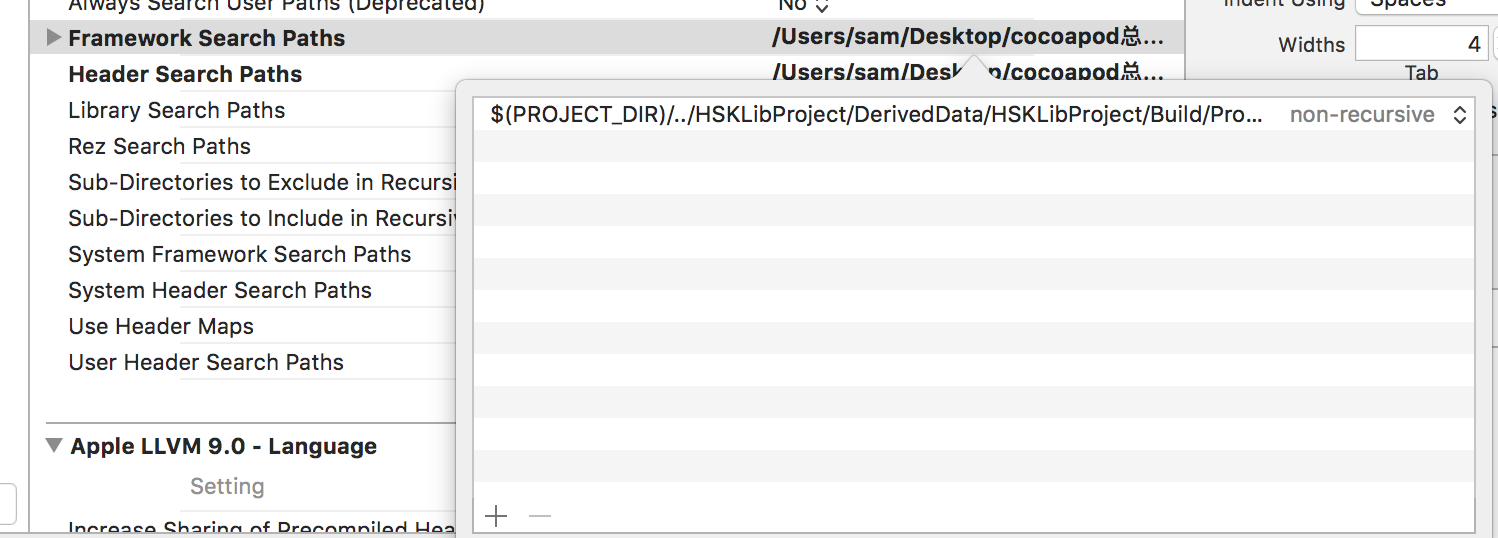 Always Search User Paths (Deprecated) No
Indent Using Spaces
Framework Search Paths /Users/sam/Desktop/cocoapod总...
Widths 4
Header Search Paths /Users/sam/Desktop/cocoapod总...
Tab
Library Search Paths
$(PROJECT_DIR)/../HSKLibProject/DerivedData/HSKLibProject/Build/Pro... non-recursive
Rez Search Paths
Sub-Directories to Exclude in Recursi
Sub-Directories to Include in Recursiv
System Framework Search Paths
System Header Search Paths
Use Header Maps
User Header Search Paths
Apple LLVM 9.0 - Language
Setting
Increase Sharing of Precompiled Hea